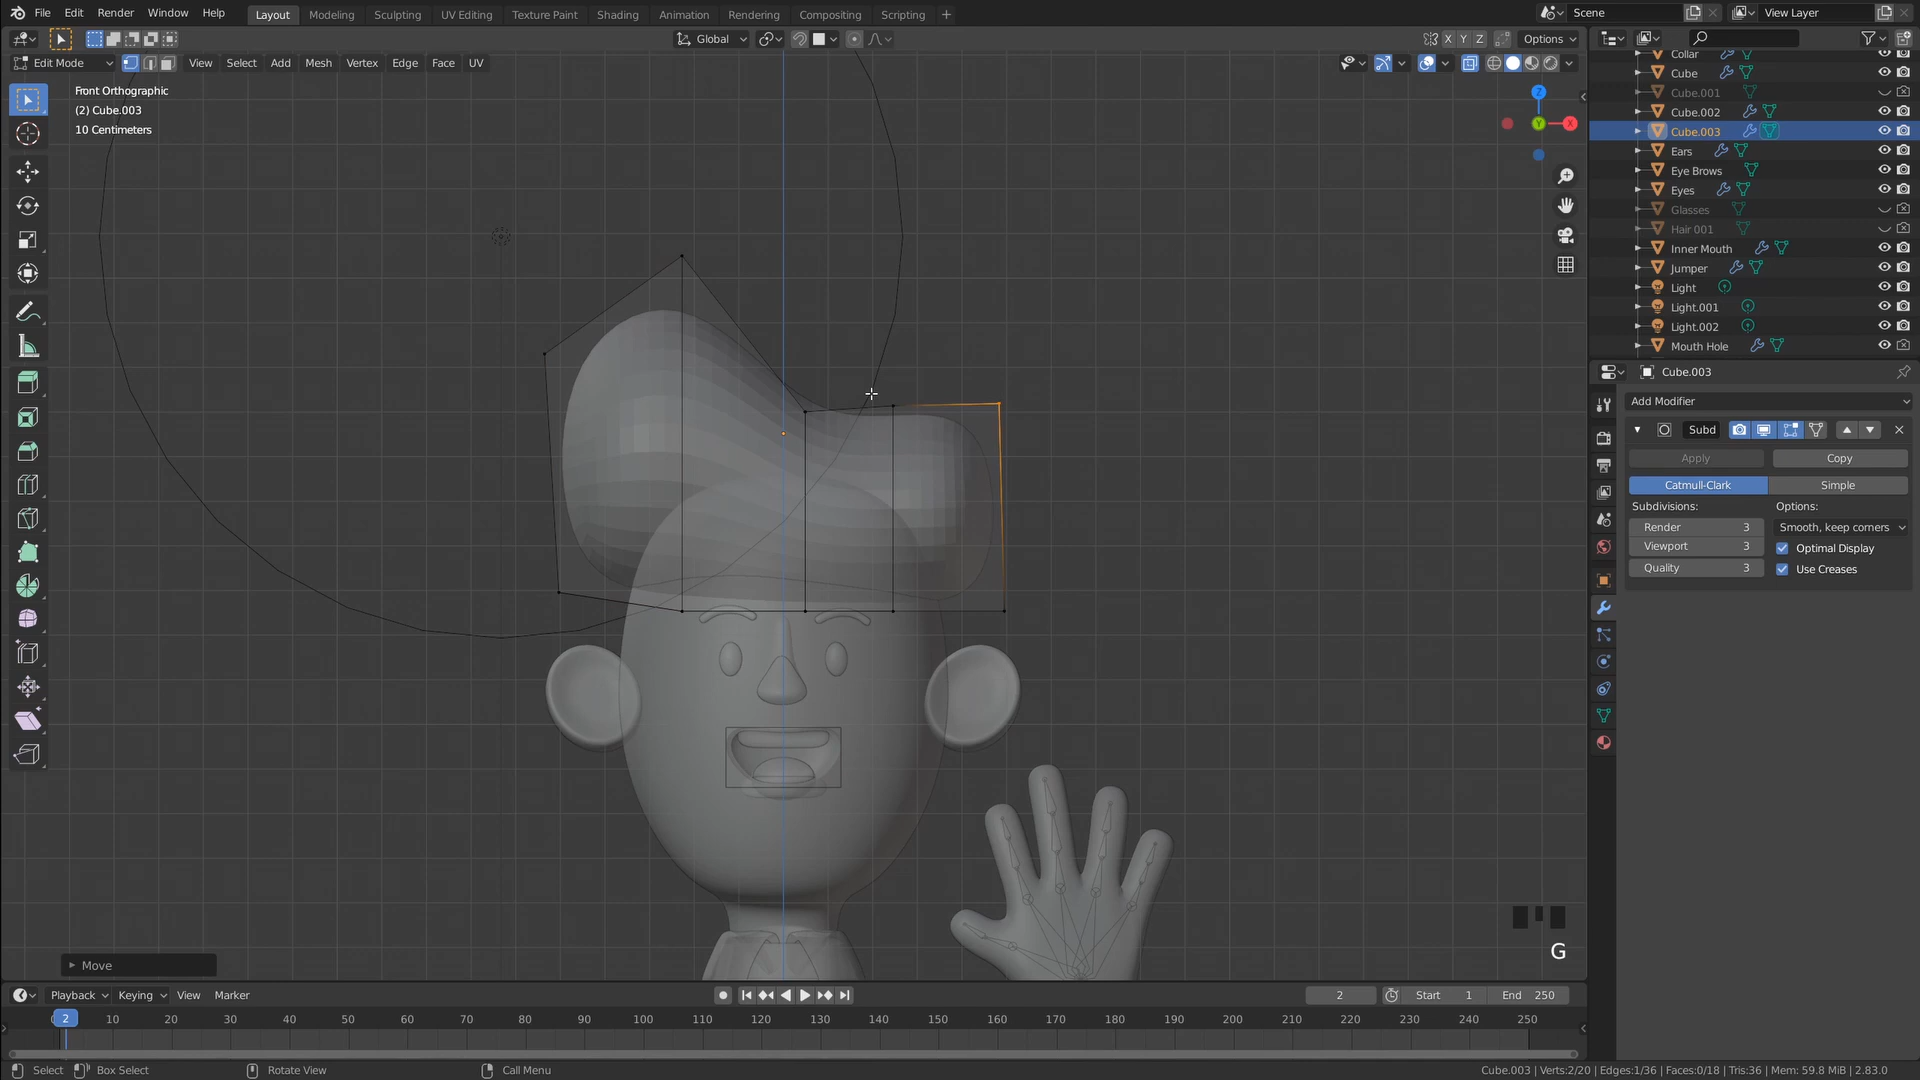 File Edit Render Window Help Layout Modeling Sculpting UV Editing Texture Paint Shading Animation Rendering Compositing Scripting + Scene View Layer
Global Options
X Y Z
Edit Mode View Select Add Mesh Vertex Edge Face UV
Front Orthographic
(2) Cube.003
10 Centimeters
Z
Y
X
Collar
Cube
Cube.001
Cube.002
Cube.003
Ears
Eye Brows
Eyes
Glasses
Hair 001
Inner Mouth
Jumper
Light
Light.001
Light.002
Mouth Hole
Cube.003
Add Modifier
Subd
Apply Copy
Catmull-Clark Simple
Subdivisions: Options:
Render 3 Smooth, keep corners
Viewport 3 Optimal Display
Quality 3 Use Creases
G
Move
Playback Keying View Marker 2 Start 1 End 250
2 10 20 30 40 50 60 70 80 90 100 110 120 130 140 150 160 170 180 190 200 210 220 230 240 250
Select Box Select Rotate View Call Menu Cube.003 | Verts:2/20 | Edges:1/36 | Faces:0/18 | Tris:36 | Mem: 59.8 MiB | 2.83.0